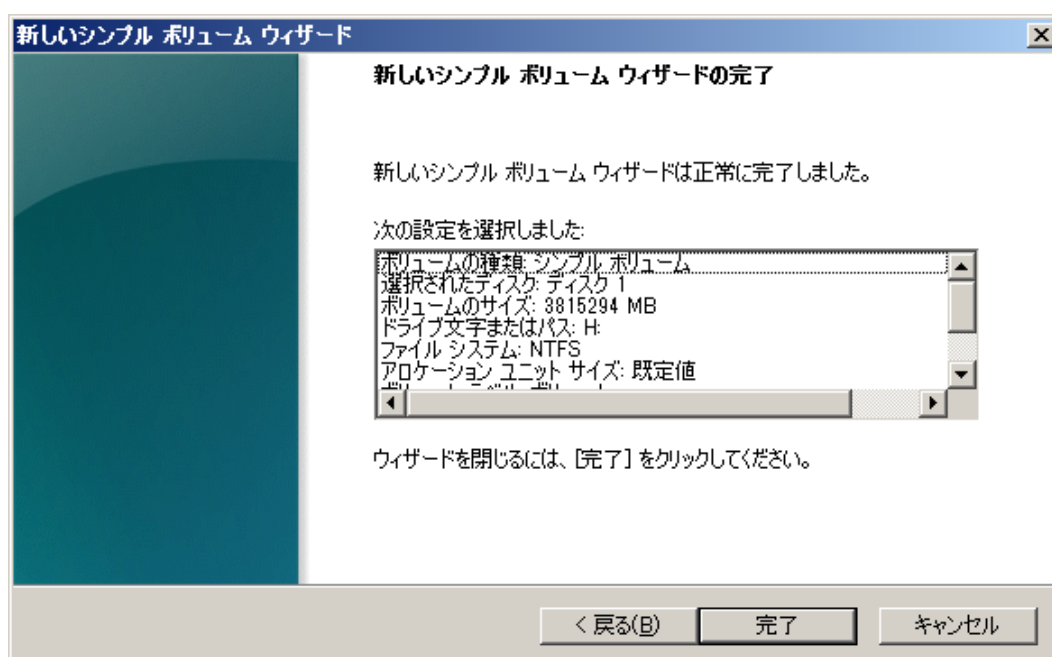 新しいシンプル ボリューム ウィザード
新しいシンプル ボリューム ウィザードの完了
新しいシンプル ボリューム ウィザードは正常に完了しました。
次の設定を選択しました:
ボリュームの種類: シンプル ボリューム
選択されたディスク: ディスク 1
ボリュームのサイズ: 3815294 MB
ドライブ文字またはパス: H:
ファイル システム: NTFS
アロケーション ユニット サイズ: 既定値
ウィザードを閉じるには、[完了] をクリックしてください。
< 戻る(B)
完了
キャンセル